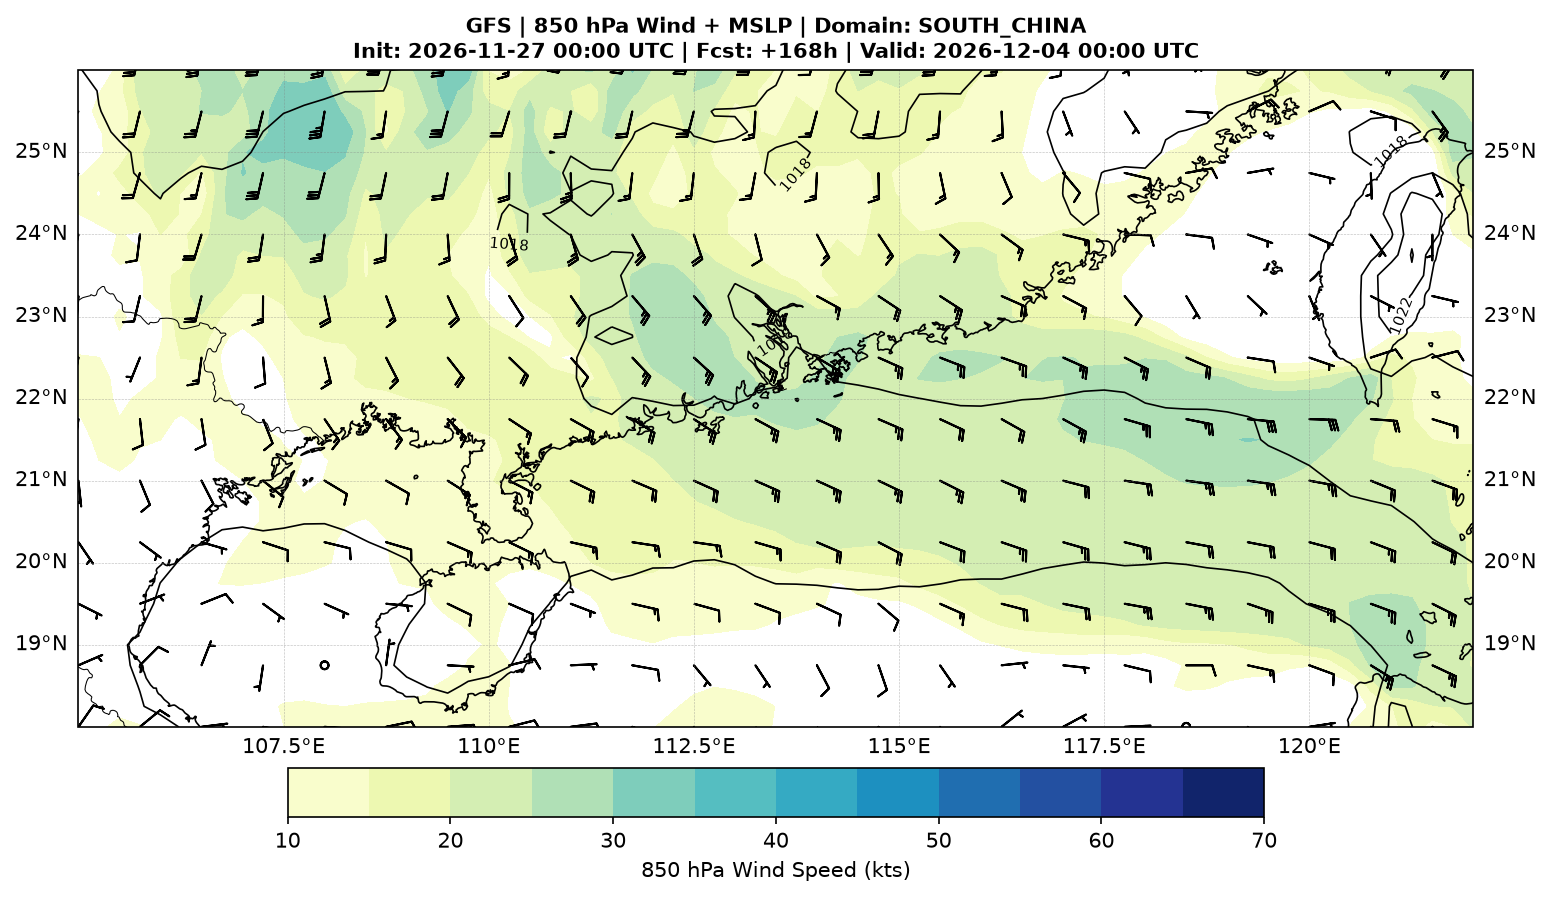 GFS | 850 hPa Wind + MSLP | Domain: SOUTH_CHINA
Init: 2026-11-27 00:00 UTC | Fcst: +168h | Valid: 2026-12-04 00:00 UTC
25°N
24°N
23°N
22°N
21°N
20°N
19°N
1018
1018
1018
1022
25°N
24°N
23°N
22°N
21°N
20°N
19°N
107.5°E
110°E
112.5°E
115°E
117.5°E
120°E
10
20
30
40
50
60
70
850 hPa Wind Speed (kts)